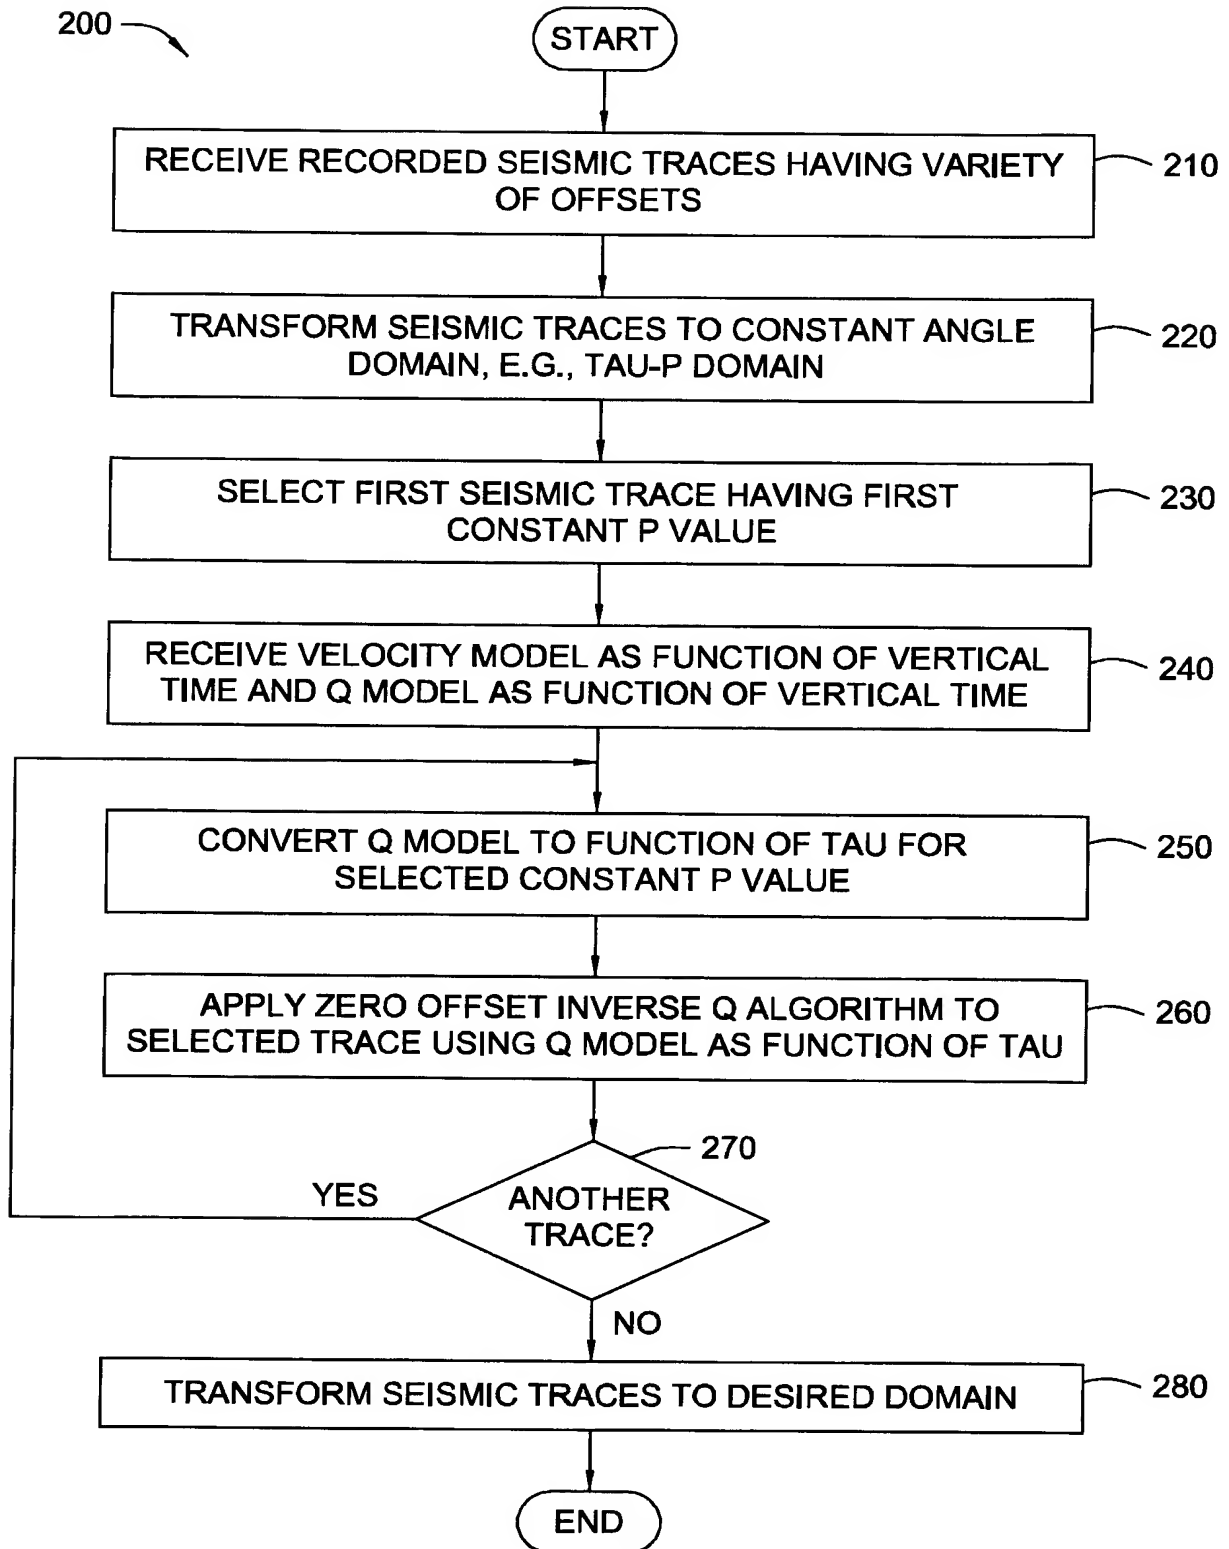 200
START
RECEIVE RECORDED SEISMIC TRACES HAVING VARIETY
OF OFFSETS
210
TRANSFORM SEISMIC TRACES TO CONSTANT ANGLE
DOMAIN, E.G., TAU-P DOMAIN
220
SELECT FIRST SEISMIC TRACE HAVING FIRST
CONSTANT P VALUE
230
RECEIVE VELOCITY MODEL AS FUNCTION OF VERTICAL
TIME AND Q MODEL AS FUNCTION OF VERTICAL TIME
240
CONVERT Q MODEL TO FUNCTION OF TAU FOR
SELECTED CONSTANT P VALUE
250
APPLY ZERO OFFSET INVERSE Q ALGORITHM TO
SELECTED TRACE USING Q MODEL AS FUNCTION OF TAU
260
270
YES
ANOTHER
TRACE?
NO
TRANSFORM SEISMIC TRACES TO DESIRED DOMAIN
280
END